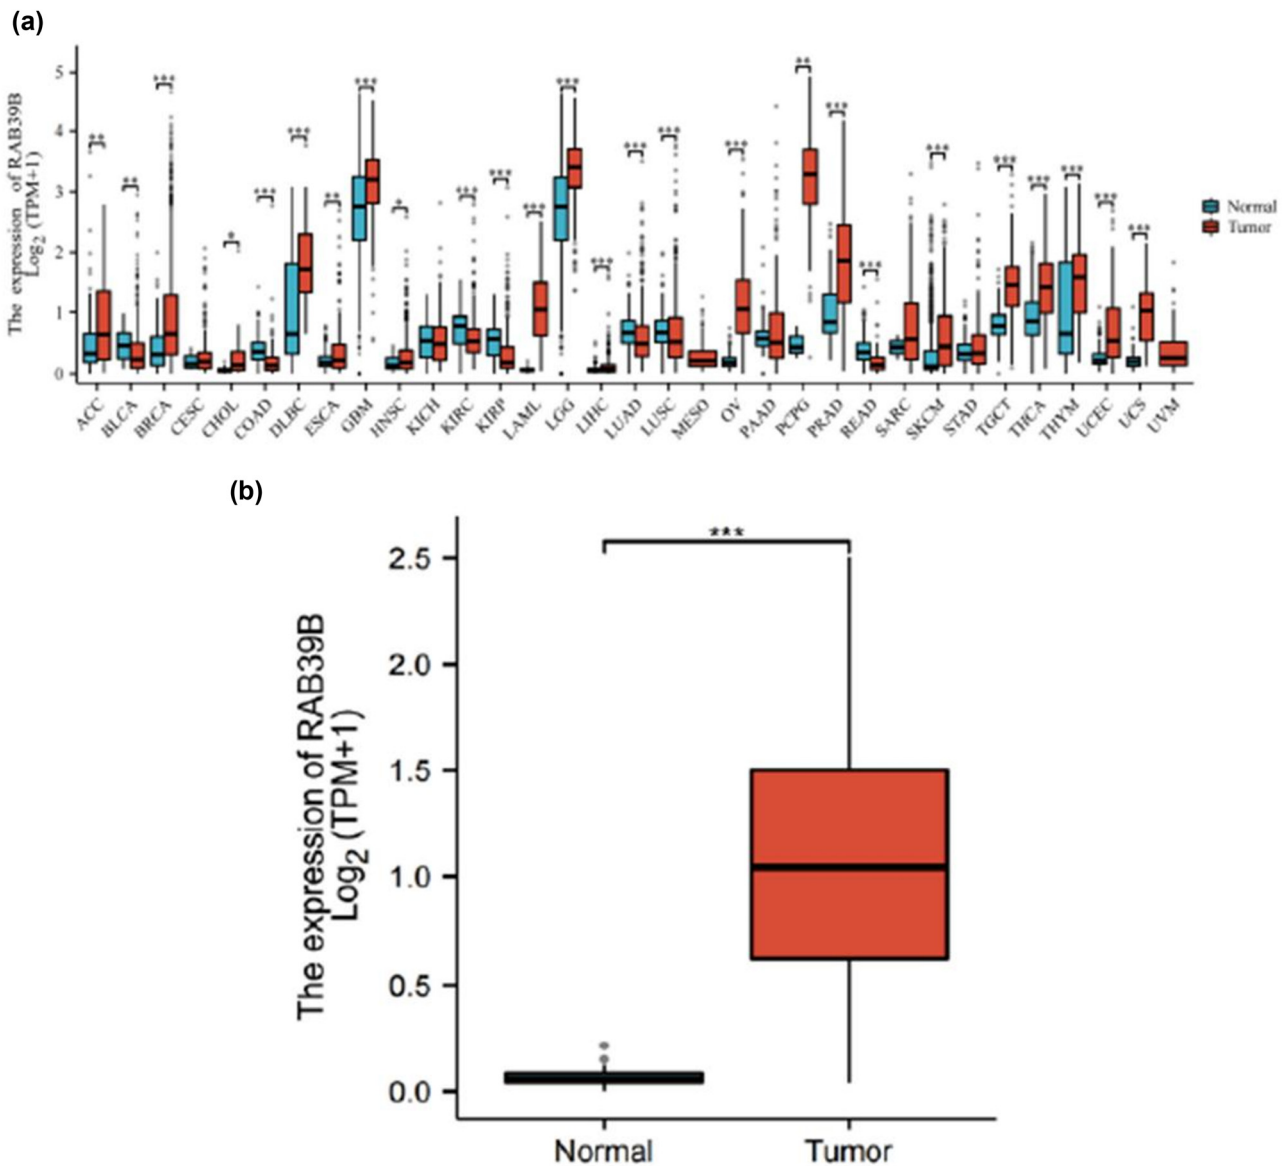 (a)
The expression of RAB39B
Log2 (TPM+1)
5
4
3
2
1
0
** ** *** * *** *** ** *** * *** *** *** *** *** *** *** *** ** *** *** *** *** *** *** *** ***
Normal
Tumor
ACC BLCA BRCA CESC CHOL COAD DLBC ESCA GBM HNSC KICH KIRC KIRP LAML LGG LIHC LUAD LUSC MESO OV PAAD PCPG PRAD READ SARC SKCM STAD TGCT THCA THYM UCEC UCS UVM
(b)
The expression of RAB39B
Log2 (TPM+1)
***
2.5
2.0
1.5
1.0
0.5
0.0
Normal Tumor